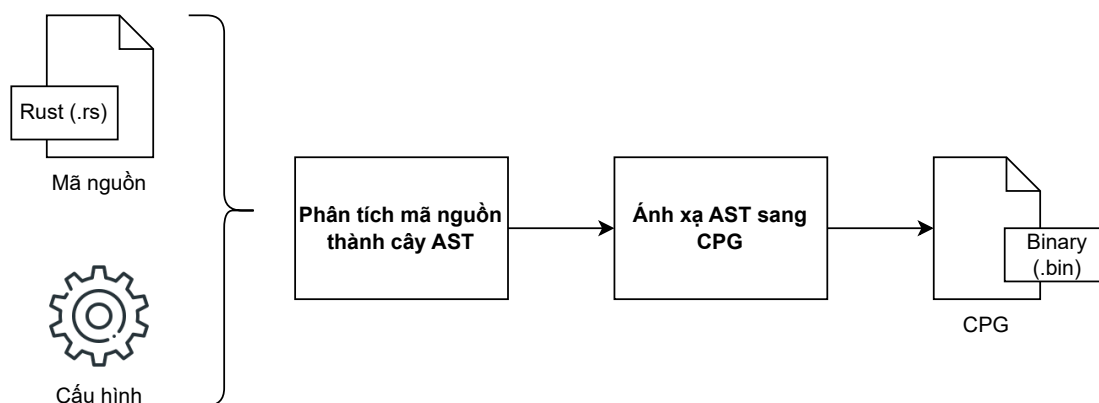 Rust (.rs)
Mã nguồn
Cấu hình
Phân tích mã nguồn
thành cây AST
Ánh xạ AST sang
CPG
Binary
(.bin)
CPG